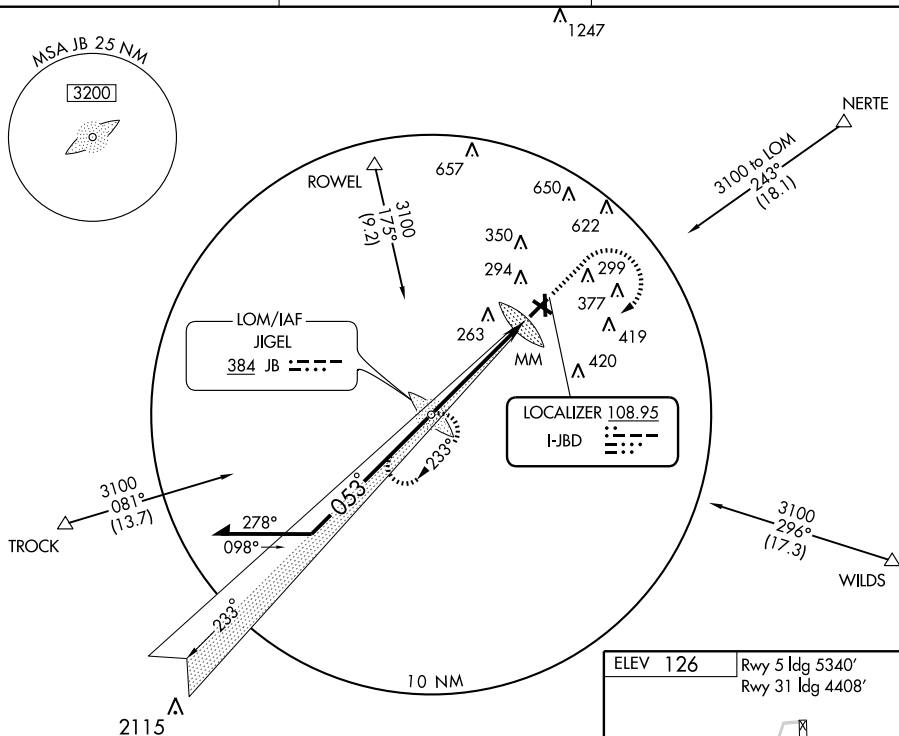 1247
MSA JB 25 NM
3200
NERTE
3100 to LOM
243°
(18.1)
ROWEL
3100
175°
(9.2)
657
650
622
350
294
299
377
263
419
420
MM
LOM/IAF
JIGEL
384 JB
LOCALIZER 108.95
I-JBD
233°
053°
3100
081°
(13.7)
TROCK
278°
098°
3100
296°
(17.3)
WILDS
233°
10 NM
2115
ELEV 126
Rwy 5 ldg 5340'
Rwy 31 ldg 4408'